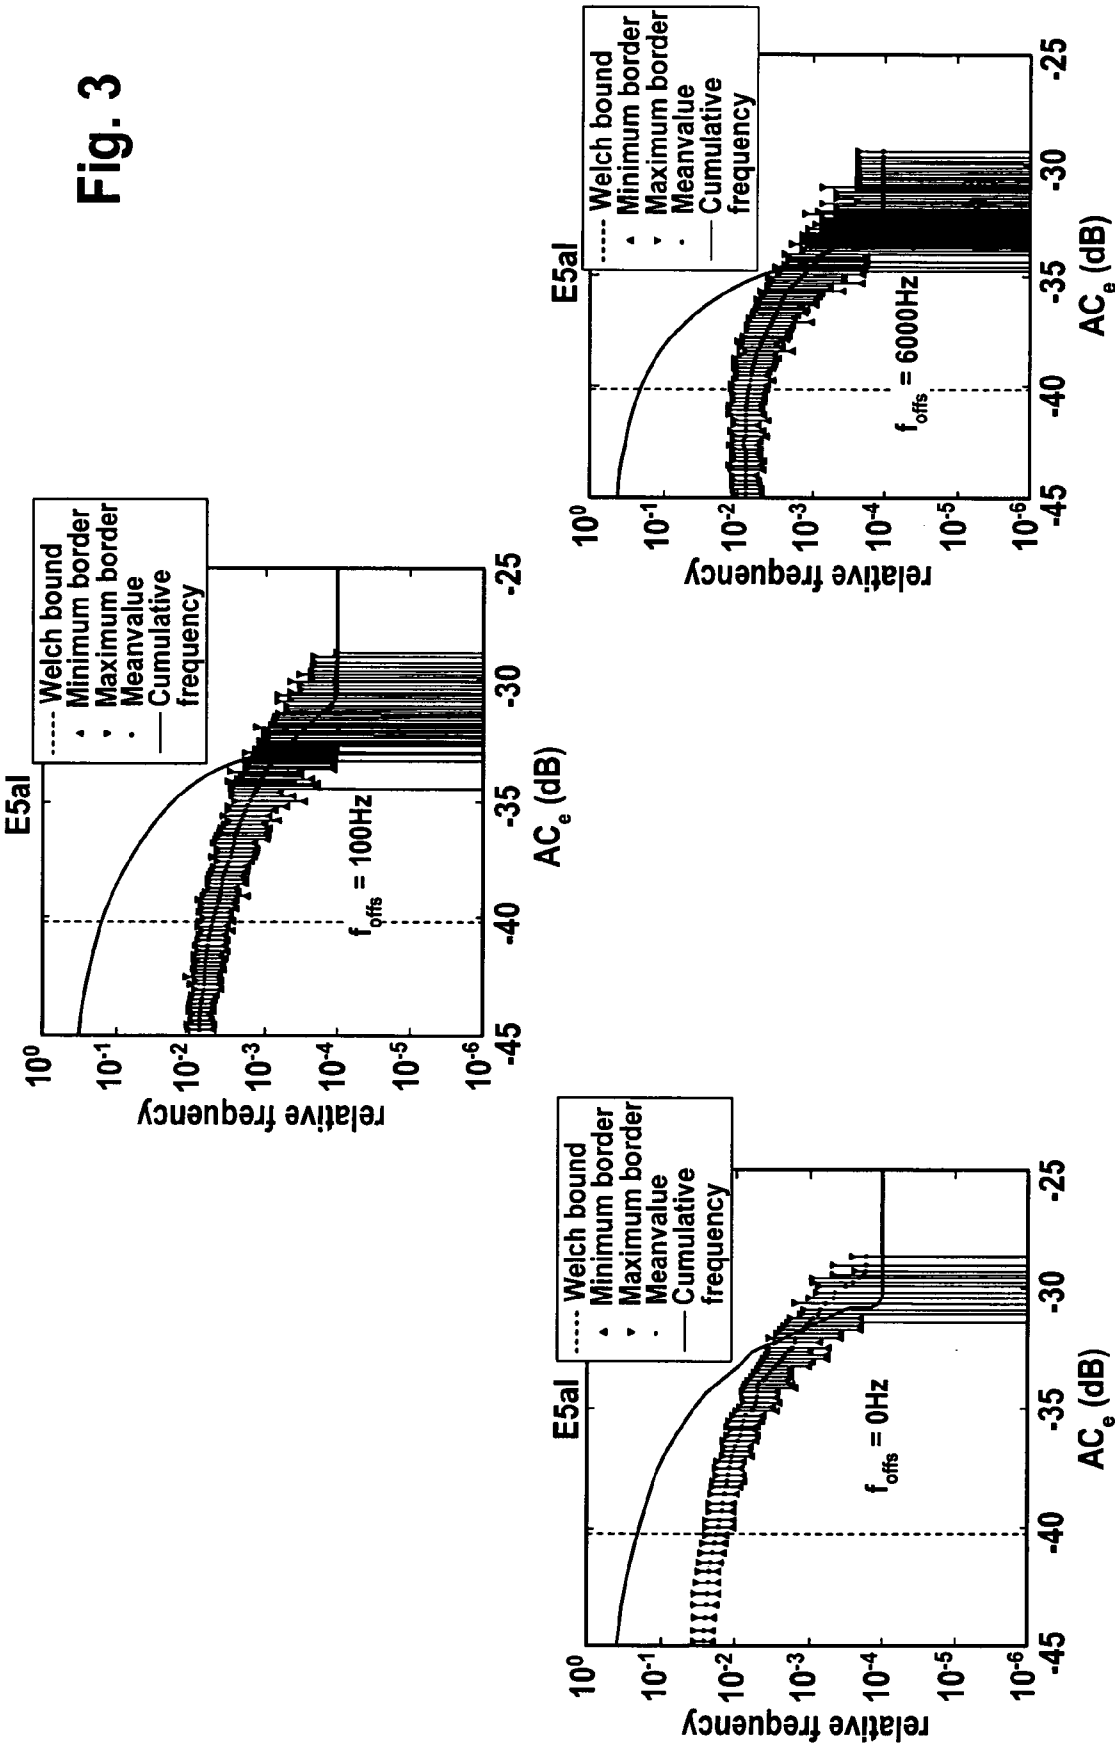 Fig. 3
E5aI
relative frequency
10⁰
10⁻¹
10⁻²
10⁻³
10⁻⁴
10⁻⁵
10⁻⁶
-45
-40
-35
-30
-25
AC_e (dB)
f_offs = 0Hz
Welch bound
Minimum border
Maximum border
Meanvalue
Cumulative
frequency
E5aI
relative frequency
10⁰
10⁻¹
10⁻²
10⁻³
10⁻⁴
10⁻⁵
10⁻⁶
-45
-40
-35
-30
-25
AC_e (dB)
f_offs = 100Hz
Welch bound
Minimum border
Maximum border
Meanvalue
Cumulative
frequency
E5aI
relative frequency
10⁰
10⁻¹
10⁻²
10⁻³
10⁻⁴
10⁻⁵
10⁻⁶
-45
-40
-35
-30
-25
AC_e (dB)
f_offs = 6000Hz
Welch bound
Minimum border
Maximum border
Meanvalue
Cumulative
frequency